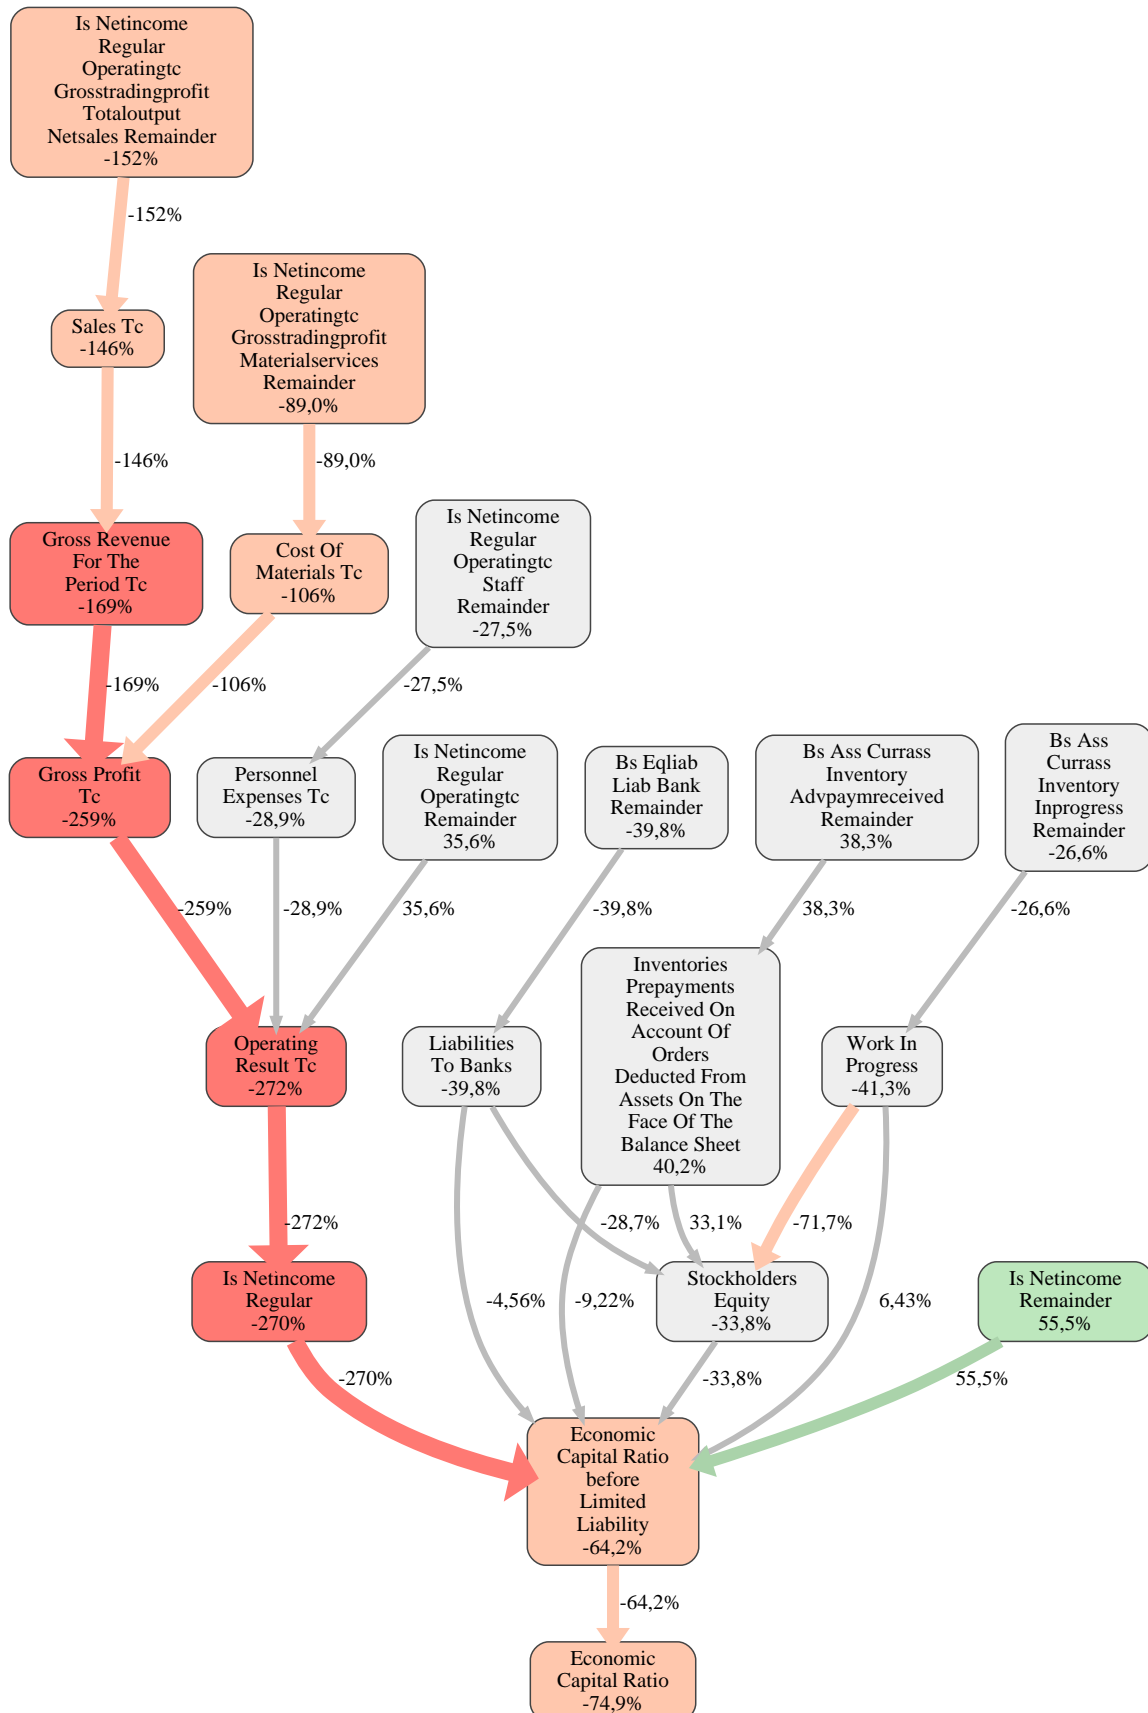 Is Netincome
Regular
Operatingtc
Grosstradingprofit
Totaloutput
Netsales Remainder
-152%
-152%
Sales Tc
-146%
Is Netincome
Regular
Operatingtc
Grosstradingprofit
Materialservices
Remainder
-89,0%
-146%
-89,0%
Gross Revenue
For The
Period Tc
-169%
Cost Of
Materials Tc
-106%
Is Netincome
Regular
Operatingtc
Staff
Remainder
-27,5%
-169%
-106%
-27,5%
Gross Profit
Tc
-259%
Personnel
Expenses Tc
-28,9%
Is Netincome
Regular
Operatingtc
Remainder
35,6%
Bs Eqliab
Liab Bank
Remainder
-39,8%
Bs Ass Currass
Inventory
Advpaymreceived
Remainder
38,3%
Bs Ass
Currass
Inventory
Inprogress
Remainder
-26,6%
-259%
-28,9%
35,6%
-39,8%
38,3%
-26,6%
Operating
Result Tc
-272%
Liabilities
To Banks
-39,8%
Inventories
Prepayments
Received On
Account Of
Orders
Deducted From
Assets On The
Face Of The
Balance Sheet
40,2%
Work In
Progress
-41,3%
-272%
-28,7%
33,1%
-71,7%
Is Netincome
Regular
-270%
-4,56%
-9,22%
Stockholders
Equity
-33,8%
6,43%
Is Netincome
Remainder
55,5%
-270%
-33,8%
55,5%
Economic
Capital Ratio
before
Limited
Liability
-64,2%
-64,2%
Economic
Capital Ratio
-74,9%